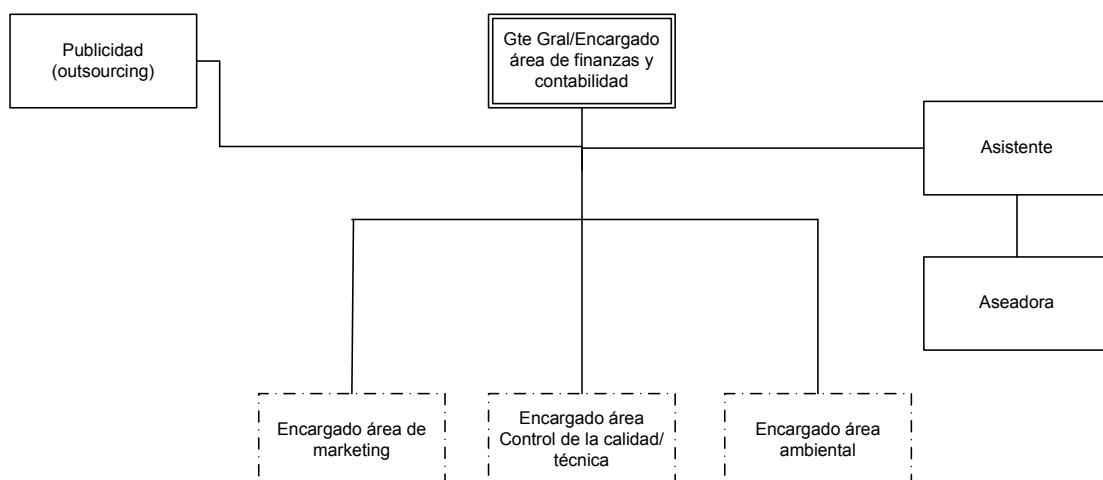 Publicidad
(outsourcing)
Gte Gral/Encargado
área de finanzas y
contabilidad
Asistente
Aseadora
Encargado área de
marketing
Encargado área
Control de la calidad/
técnica
Encargado área
ambiental